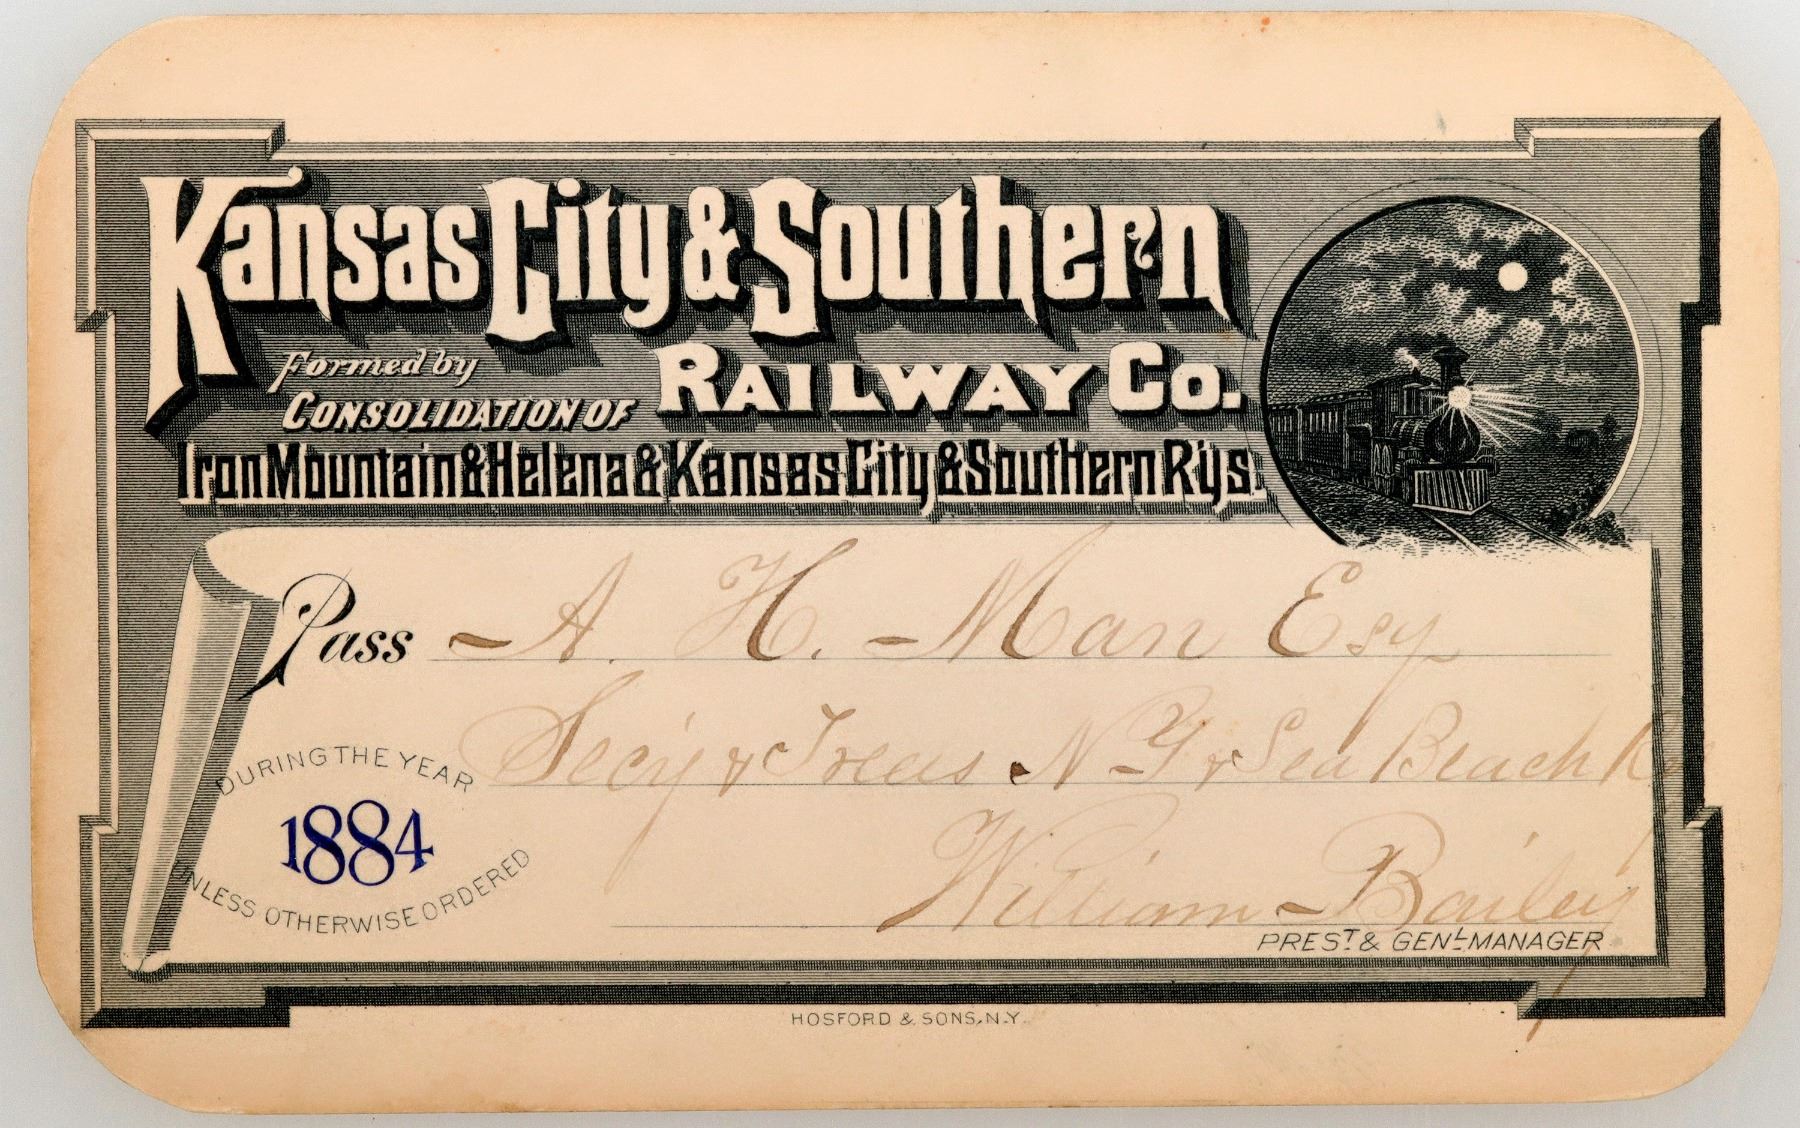 Kansas City & Southern
Formed by
Consolidation of
Railway Co.
Iron Mountain & Helena & Kansas City & Southern Rys.
Pass A. H. Man Esq
Secy & Treas N Y & Sea Beach Ry
DURING THE YEAR
1884
UNLESS OTHERWISE ORDERED
William Bailey
PREST & GENL MANAGER
HOSFORD & SONS, N.Y.